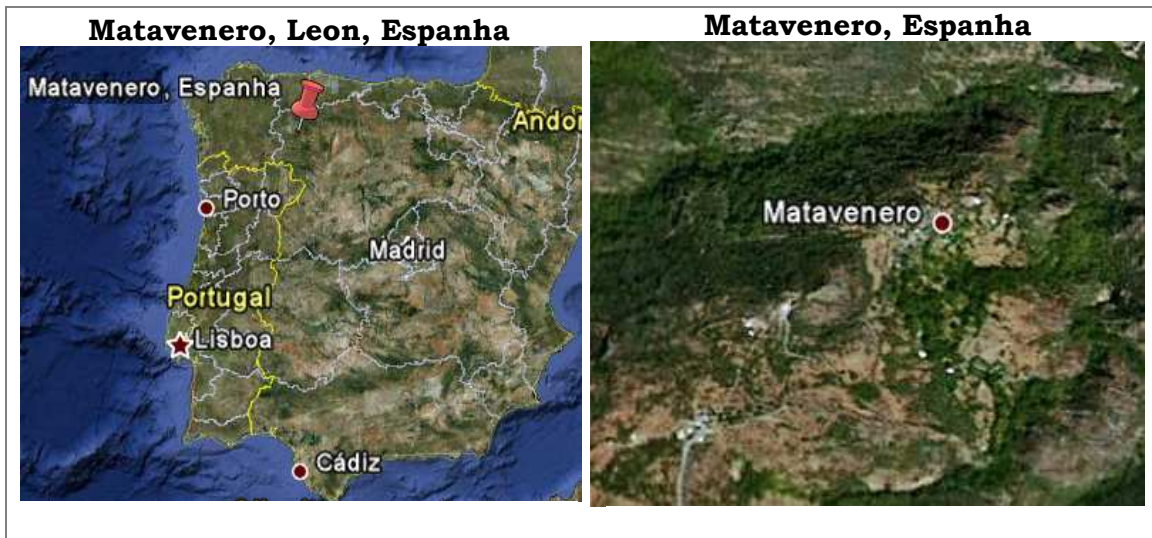 Matavenero, Leon, Espanha
Matavenero, Espanha
Matavenero, Espanha
Andor
Porto
Madrid
Portugal
Lisboa
Cádiz
Matavenero